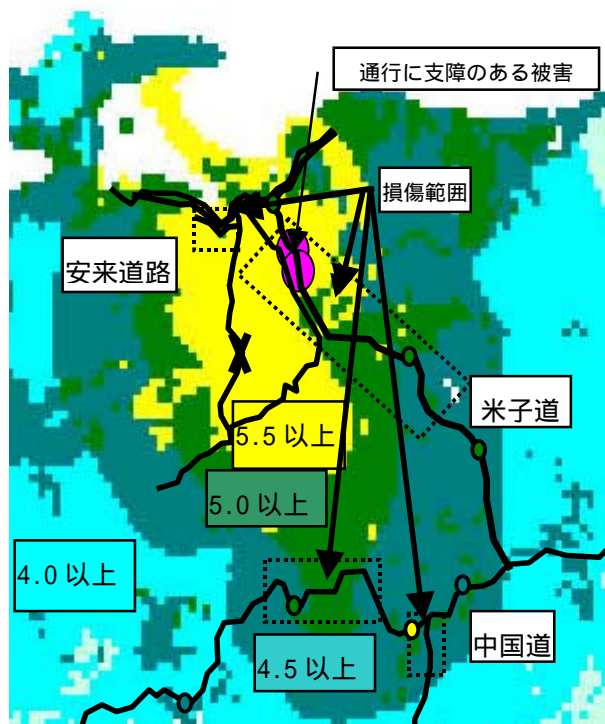 通行に支障のある被害
損傷範囲
安来道路
米子道
5.5以上
5.0以上
4.0以上
中国道
4.5以上